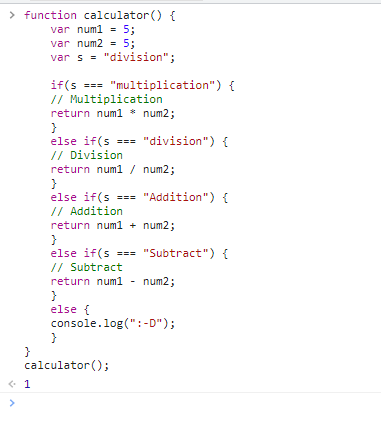 > function calculator() {
var num1 = 5;
var num2 = 5;
var s = "division";
if(s === "multiplication") {
// Multiplication
return num1 * num2;
}
else if(s === "division") {
// Division
return num1 / num2;
}
else if(s === "Addition") {
// Addition
return num1 + num2;
}
else if(s === "Subtract") {
// Subtract
return num1 - num2;
}
else {
console.log(":-D");
}
}
calculator();
< 1
>